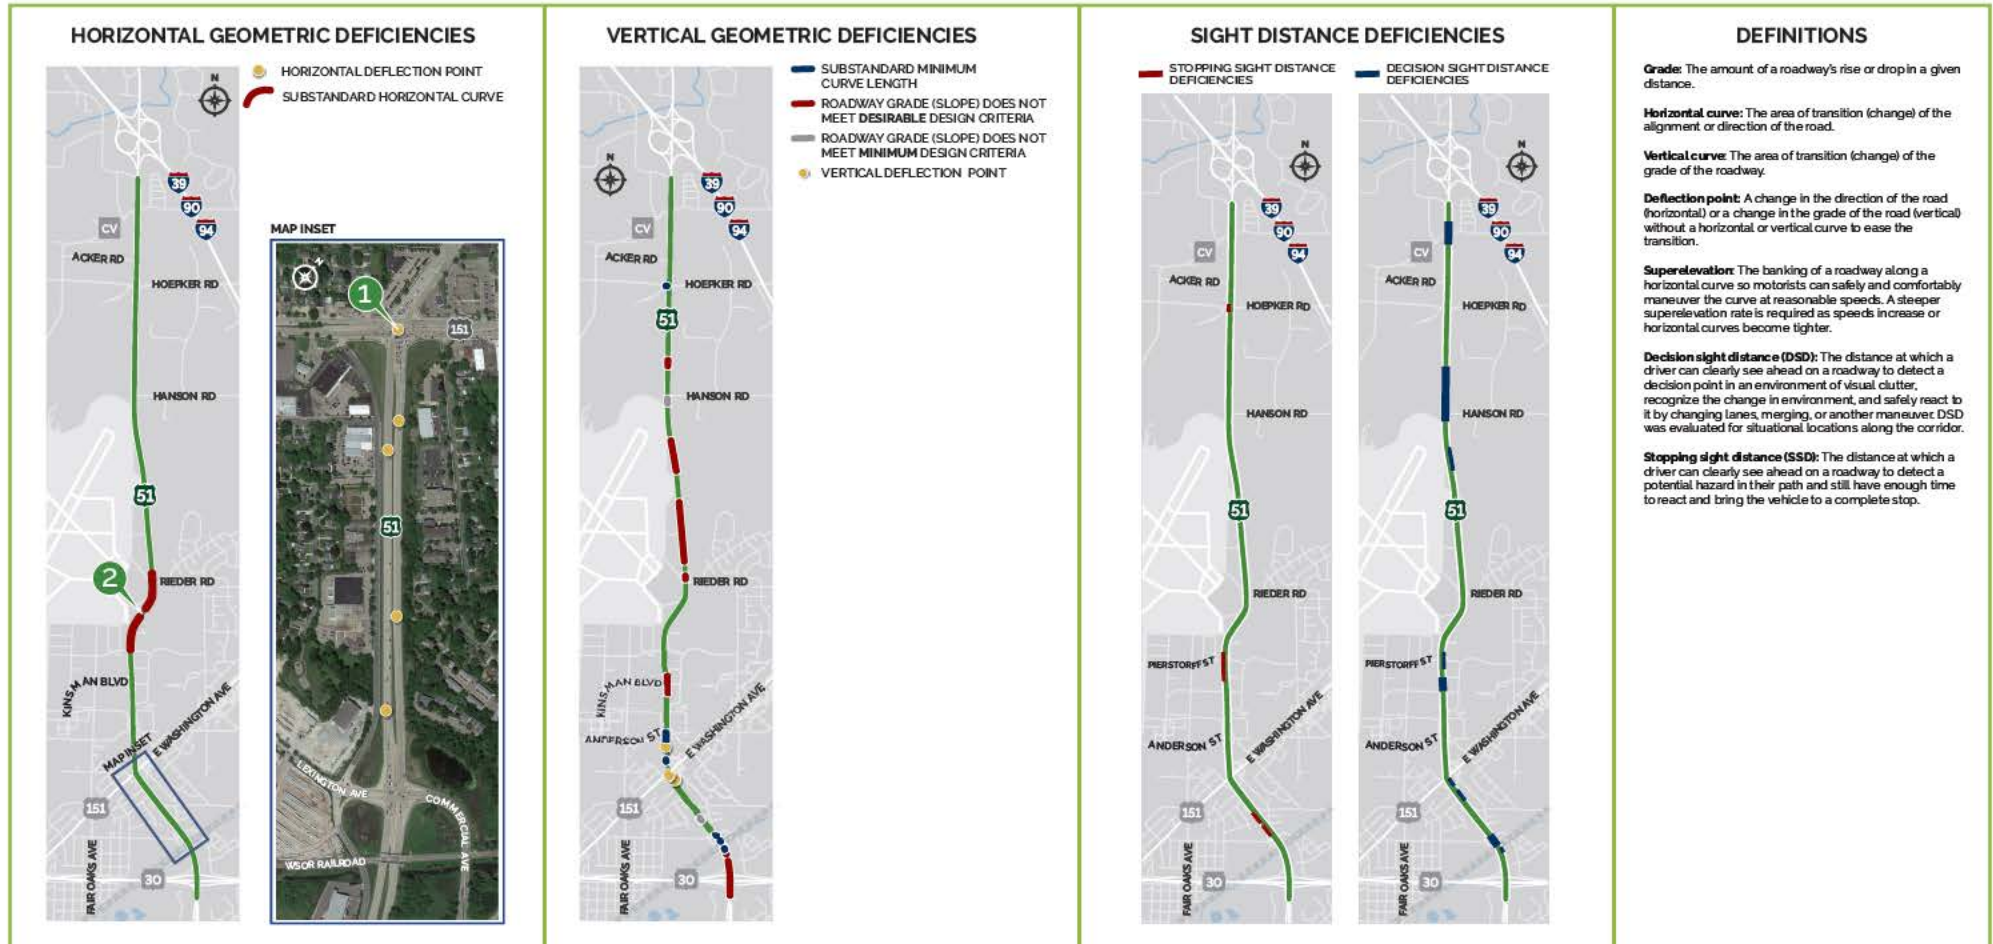 HORIZONTAL GEOMETRIC DEFICIENCIES
HORIZONTAL DEFLECTION POINT
SUBSTANDARD HORIZONTAL CURVE
N
39
90
94
CV
ACKER RD
HOEPKER RD
HANSON RD
51
2
RIEDER RD
KINSMAN BLVD
E WASHINGTON AVE
MAP INSET
151
FAIR OAKS AVE
30
MAP INSET
N
1
151
51
LEXINGTON AVE
COMMERCIAL AVE
WSOR RAILROAD
VERTICAL GEOMETRIC DEFICIENCIES
SUBSTANDARD MINIMUM
CURVE LENGTH
ROADWAY GRADE (SLOPE) DOES NOT
MEET DESIRABLE DESIGN CRITERIA
ROADWAY GRADE (SLOPE) DOES NOT
MEET MINIMUM DESIGN CRITERIA
VERTICAL DEFLECTION POINT
N
39
90
94
CV
ACKER RD
HOEPKER RD
51
HANSON RD
RIEDER RD
KINSMAN BLVD
ANDERSON ST
E WASHINGTON AVE
151
FAIR OAKS AVE
30
SIGHT DISTANCE DEFICIENCIES
STOPPING SIGHT DISTANCE
DEFICIENCIES
N
39
90
94
CV
ACKER RD
HOEPKER RD
HANSON RD
51
RIEDER RD
PIERSTORFF ST
ANDERSON ST
E WASHINGTON AVE
151
FAIR OAKS AVE
30
DECISION SIGHT DISTANCE
DEFICIENCIES
N
39
90
94
CV
ACKER RD
HOEPKER RD
HANSON RD
51
RIEDER RD
PIERSTORFF ST
ANDERSON ST
E WASHINGTON AVE
151
FAIR OAKS AVE
30
DEFINITIONS
Grade: The amount of a roadway's rise or drop in a given
distance.
Horizontal curve: The area of transition (change) of the
alignment or direction of the road.
Vertical curve: The area of transition (change) of the
grade of the roadway.
Deflection point: A change in the direction of the road
(horizontal) or a change in the grade of the road (vertical)
without a horizontal or vertical curve to ease the
transition.
Superelevation: The banking of a roadway along a
horizontal curve so motorists can safely and comfortably
maneuver the curve at reasonable speeds. A steeper
superelevation rate is required as speeds increase or
horizontal curves become tighter.
Decision sight distance (DSD): The distance at which a
driver can clearly see ahead on a roadway to detect a
decision point in an environment of visual clutter,
recognize the change in environment, and safely react to
it by changing lanes, merging, or another maneuver. DSD
was evaluated for situational locations along the corridor.
Stopping sight distance (SSD): The distance at which a
driver can clearly see ahead on a roadway to detect a
potential hazard in their path and still have enough time
to react and bring the vehicle to a complete stop.